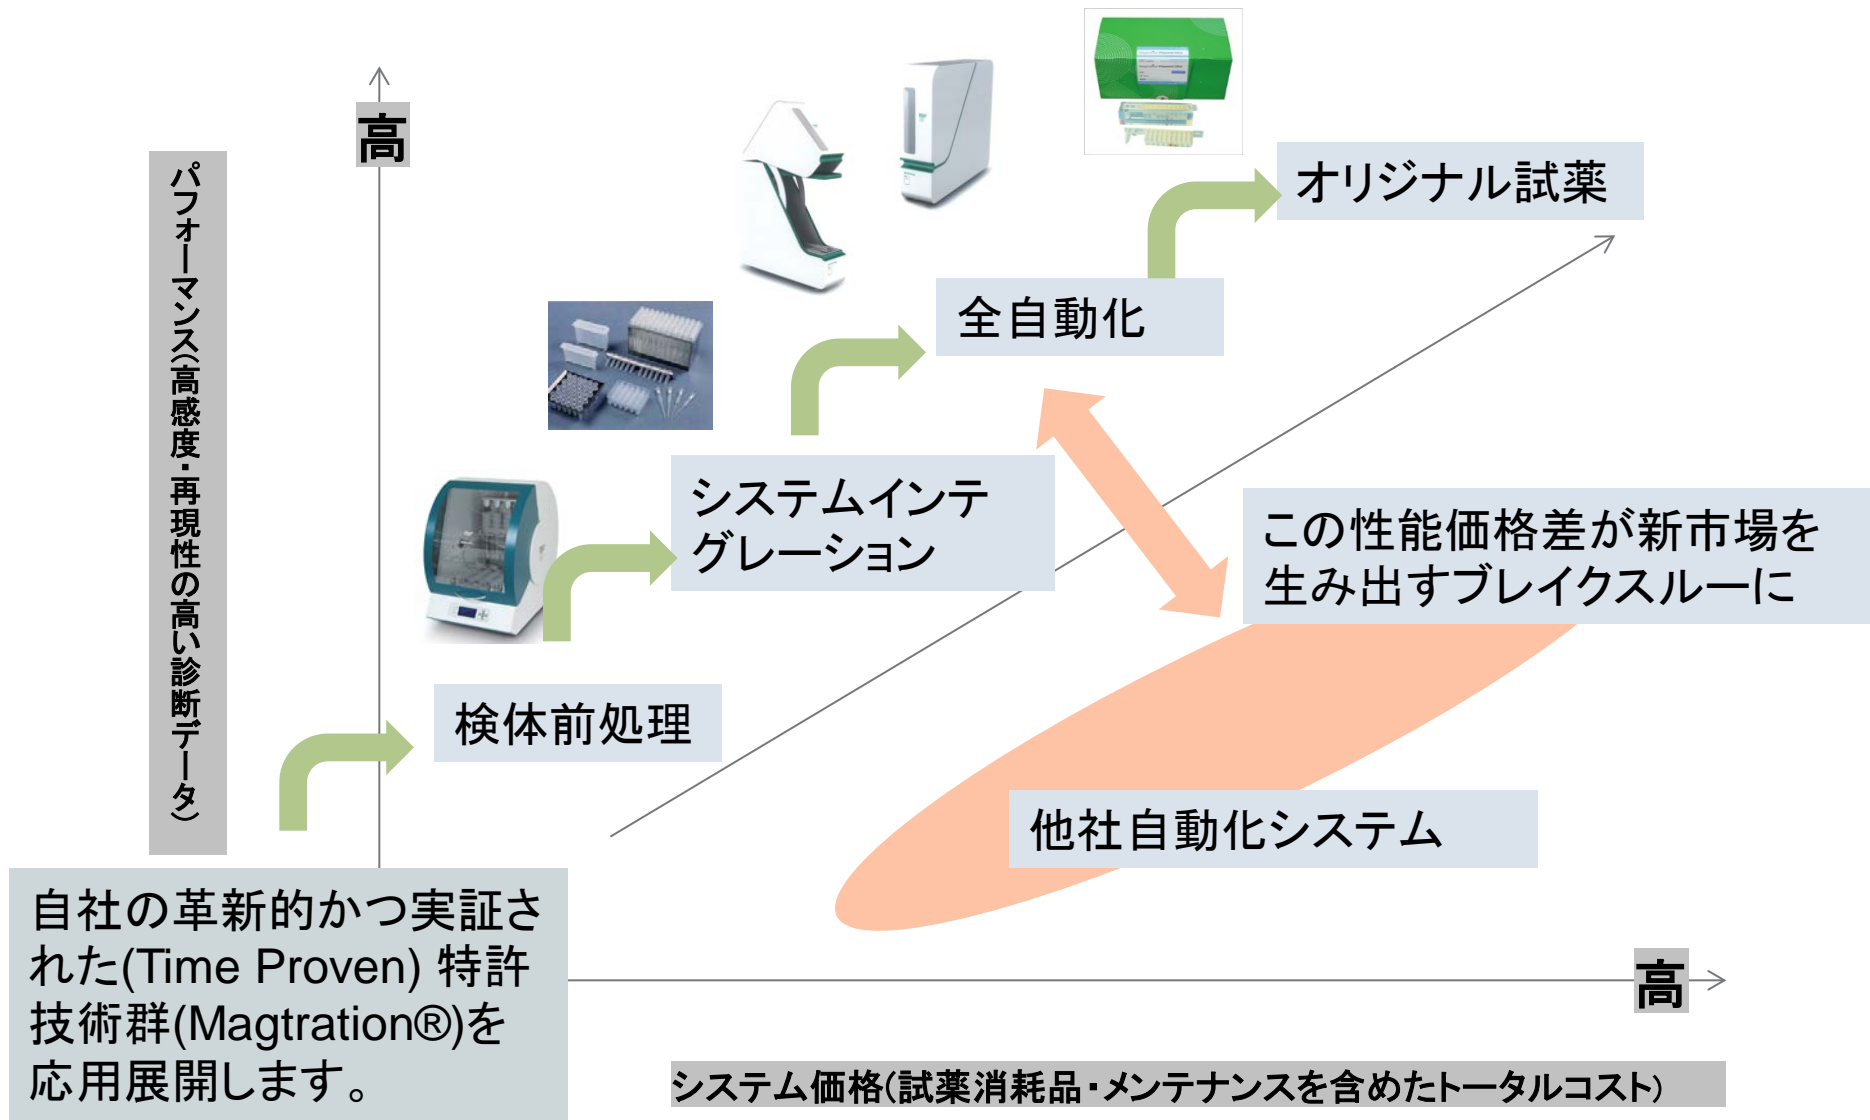 高
パフォーマンス(高感度・再現性の高い診断データ)
オリジナル試薬
全自動化
システムインテ
グレーション
この性能価格差が新市場を
生み出すブレイクスルーに
検体前処理
他社自動化システム
自社の革新的かつ実証さ
れた(Time Proven) 特許
技術群(Magtration®)を
応用展開します。
高
システム価格(試薬消耗品・メンテナンスを含めたトータルコスト)